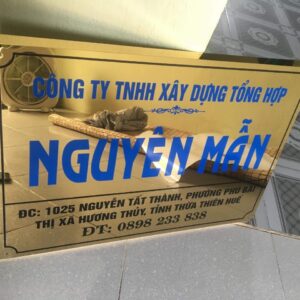 CÔNG TY TNHH XÂY DỰNG TỔNG HỢP
NGUYÊN MẪN
ĐC: 1025 NGUYỄN TẤT THÀNH, PHƯỜNG PHÚ BÀI
THỊ XÃ HƯƠNG THỦY, TỈNH THỪA THIÊN HUẾ
ĐT: 0898 233 838